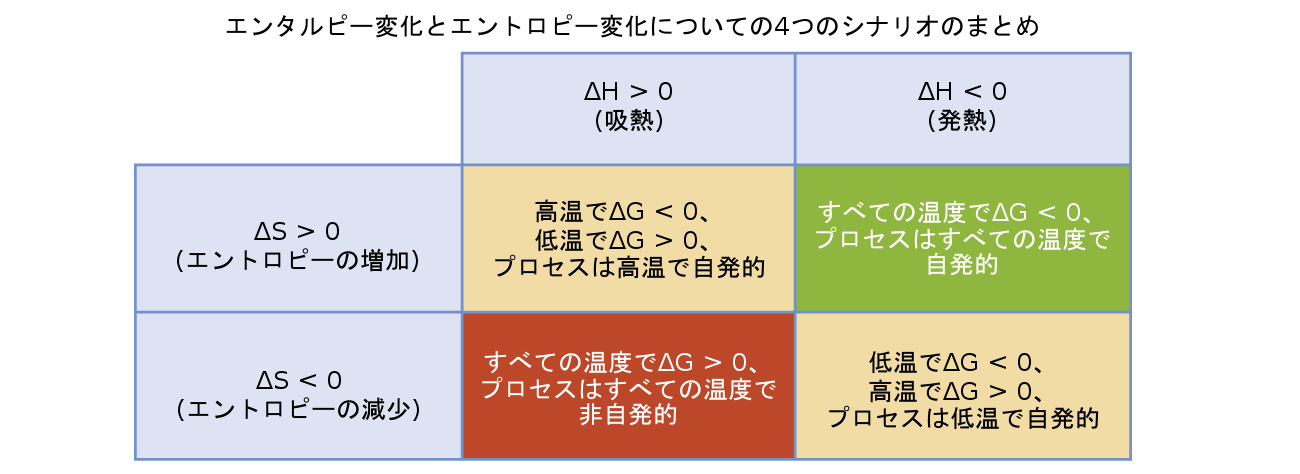 エンタルピー変化とエントロピー変化についての4つのシナリオのまとめ
ΔH > 0
(吸熱)
ΔH < 0
(発熱)
ΔS > 0
(エントロピーの増加)
高温でΔG < 0、
低温でΔG > 0、
プロセスは高温で自発的
すべての温度でΔG < 0、
プロセスはすべての温度で
自発的
ΔS < 0
(エントロピーの減少)
すべての温度でΔG > 0、
プロセスはすべての温度で
非自発的
低温でΔG < 0、
高温でΔG > 0、
プロセスは低温で自発的